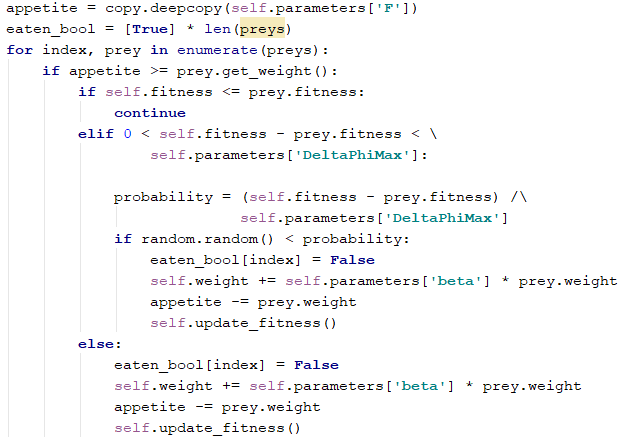 appetite = copy.deepcopy(self.parameters['F'])
eaten_bool = [True] * len(preys)
for index, prey in enumerate(preys):
    if appetite >= prey.get_weight():
        if self.fitness <= prey.fitness:
            continue
        elif 0 < self.fitness - prey.fitness < \
                self.parameters['DeltaPhiMax']:

            probability = (self.fitness - prey.fitness) /\
                          self.parameters['DeltaPhiMax']
            if random.random() < probability:
                eaten_bool[index] = False
                self.weight += self.parameters['beta'] * prey.weight
                appetite -= prey.weight
                self.update_fitness()
        else:
            eaten_bool[index] = False
            self.weight += self.parameters['beta'] * prey.weight
            appetite -= prey.weight
            self.update_fitness()